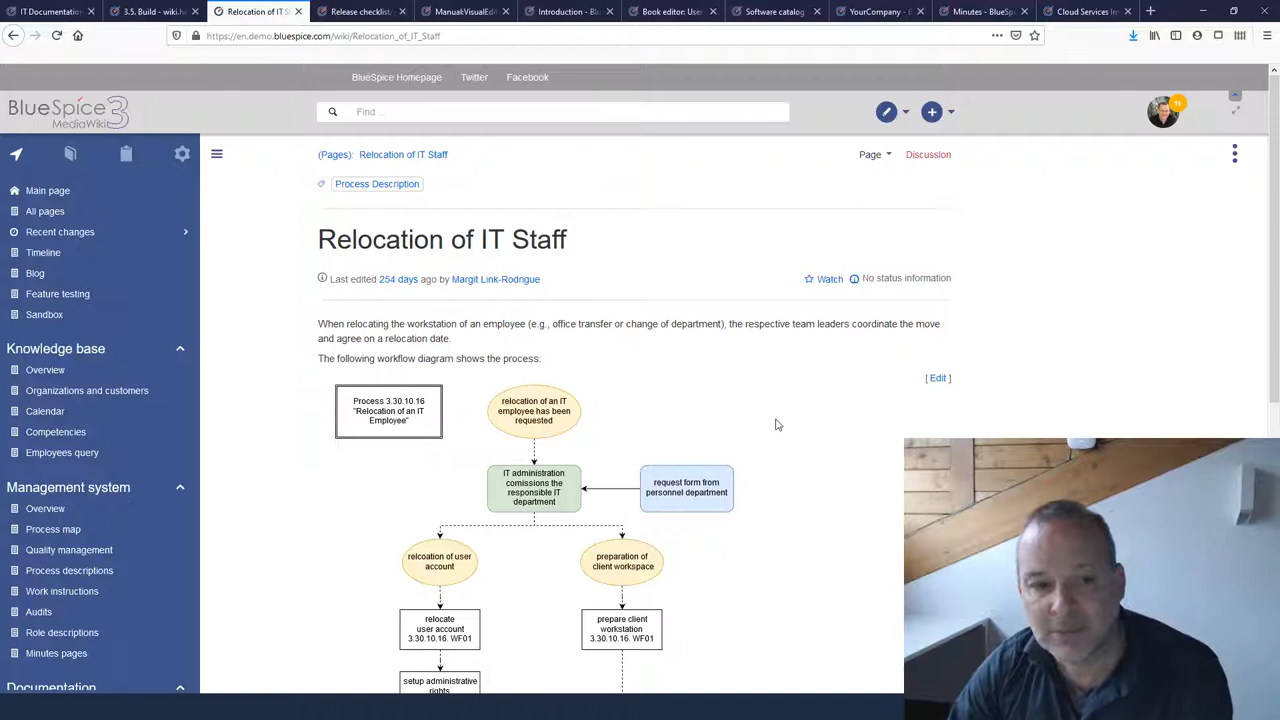 IT Documentation
3.5. Build - wiki.hal
Relocation of IT S
Release checklist
Manual:VisualEd
Introduction - Blu
Book editor: User
Software catalog
YourCompany - B
Minutes - BlueSpic
Cloud Services In
https://en.demo.bluespice.com/wiki/Relocation_of_IT_Staff
BlueSpice Homepage Twitter Facebook
BlueSpice 3
MediaWiki
Find ...
Main page
All pages
Recent changes
Timeline
Blog
Feature testing
Sandbox
Knowledge base
Overview
Organizations and customers
Calendar
Competencies
Employees query
Management system
Overview
Process map
Quality management
Process descriptions
Work instructions
Audits
Role descriptions
Minutes pages
Documentation
(Pages): Relocation of IT Staff
Page Discussion
Process Description
Relocation of IT Staff
Last edited 254 days ago by Margit Link-Rodrigue
Watch No status information
When relocating the workstation of an employee (e.g., office transfer or change of department), the respective team leaders coordinate the move
and agree on a relocation date.
The following workflow diagram shows the process:
[ Edit ]
Process 3.30.10.16
"Relocation of an IT
Employee"
relocation of an IT
employee has been
requested
IT administration
comissions the
responsible IT
department
request form from
personnel department
relcoation of user
account
preparation of
client workspace
relocate
user account
3.30.10.16. WF01
prepare client
workstation
3.30.10.16. WF01
setup administrative
rights